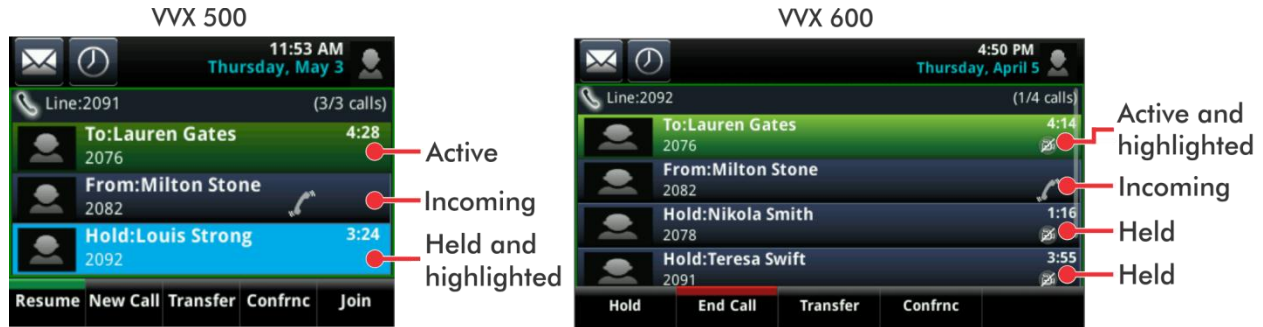 VVX 500
11:53 AM
Thursday, May 3
Line:2091 (3/3 calls)
To:Lauren Gates 4:28
2076
Active
From:Milton Stone
2082
Incoming
Hold:Louis Strong 3:24
2092
Held and
highlighted
Resume New Call Transfer Confrnc Join
VVX 600
4:50 PM
Thursday, April 5
Line:2092 (1/4 calls)
To:Lauren Gates 4:14
2076
Active and
highlighted
From:Milton Stone
2082
Incoming
Hold:Nikola Smith 1:16
2078
Held
Hold:Teresa Swift 3:55
2091
Held
Hold End Call Transfer Confrnc